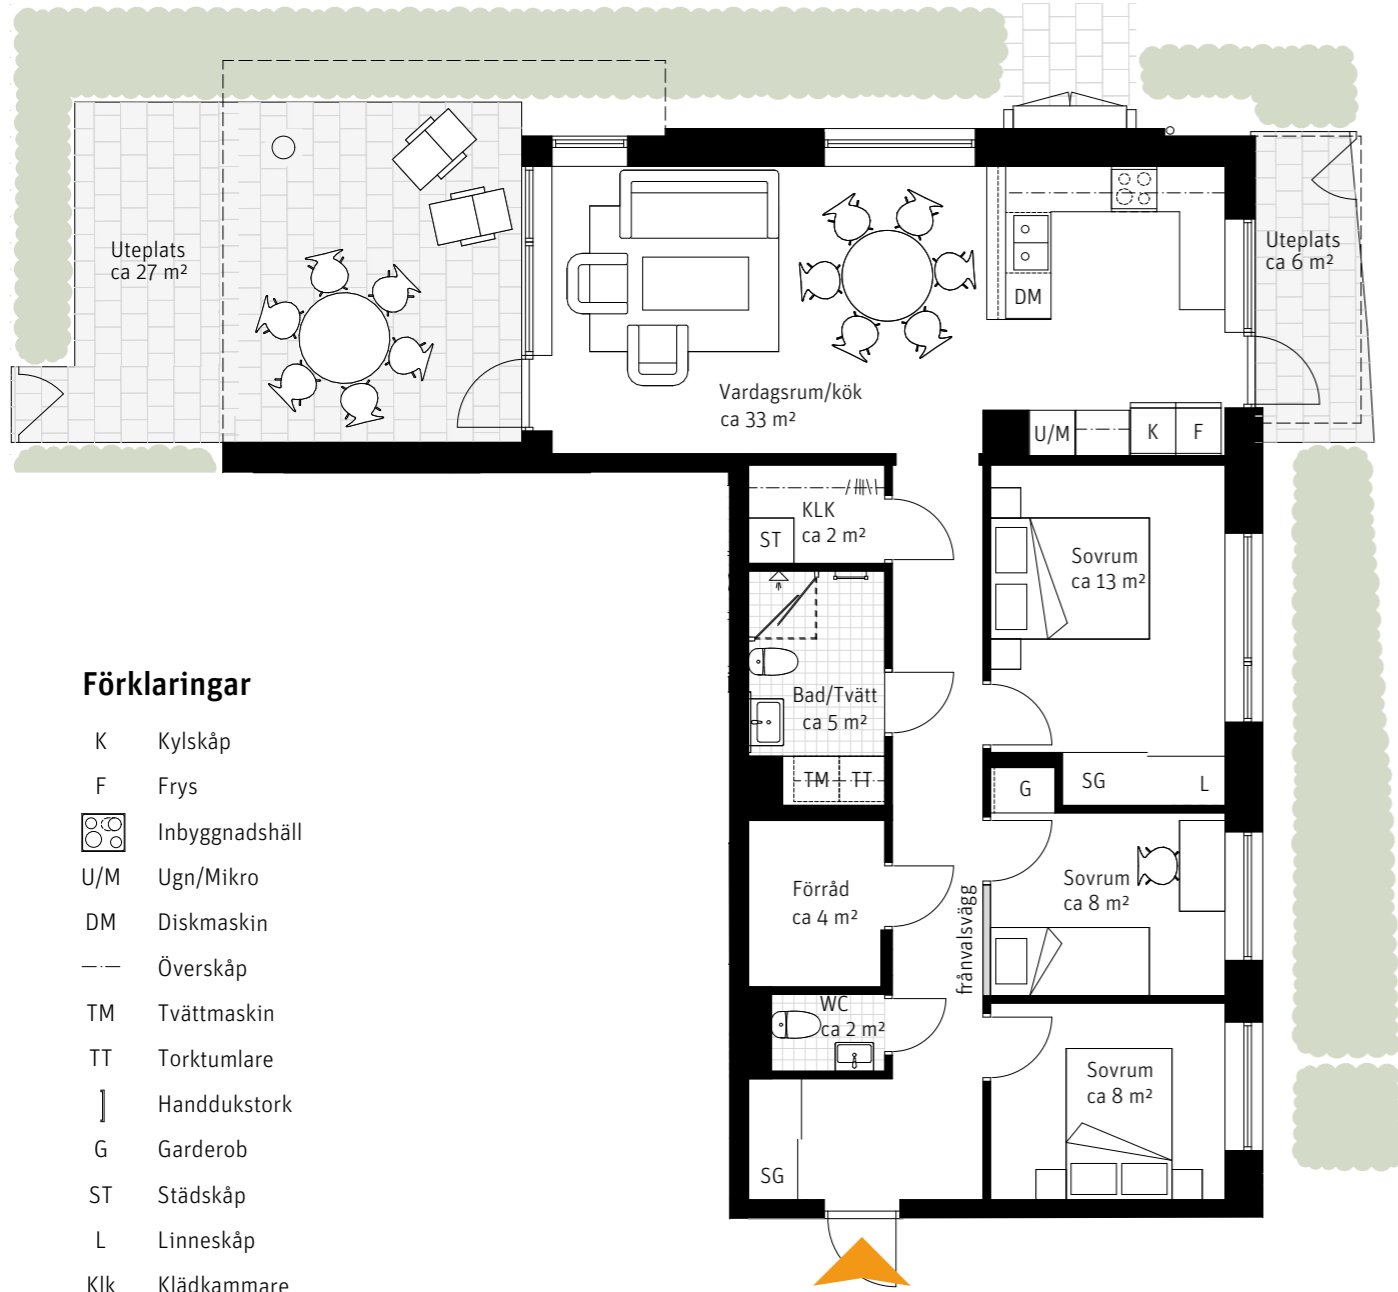 Uteplats
ca 27 m²
Uteplats
ca 6 m²
DM
Vardagsrum/kök
ca 33 m²
U/M
K
F
KLK
ca 2 m²
ST
Sovrum
ca 13 m²
Bad/Tvätt
ca 5 m²
TM
TT
G
SG
L
Förråd
ca 4 m²
frånvalsvägg
Sovrum
ca 8 m²
WC
ca 2 m²
Sovrum
ca 8 m²
SG
Förklaringar
K Kylskåp
F Frys
Inbyggnadshäll
U/M Ugn/Mikro
DM Diskmaskin
Överskåp
TM Tvättmaskin
TT Torktumlare
Handdukstork
G Garderob
ST Städskåp
L Linneskåp
Klk Klädkammare